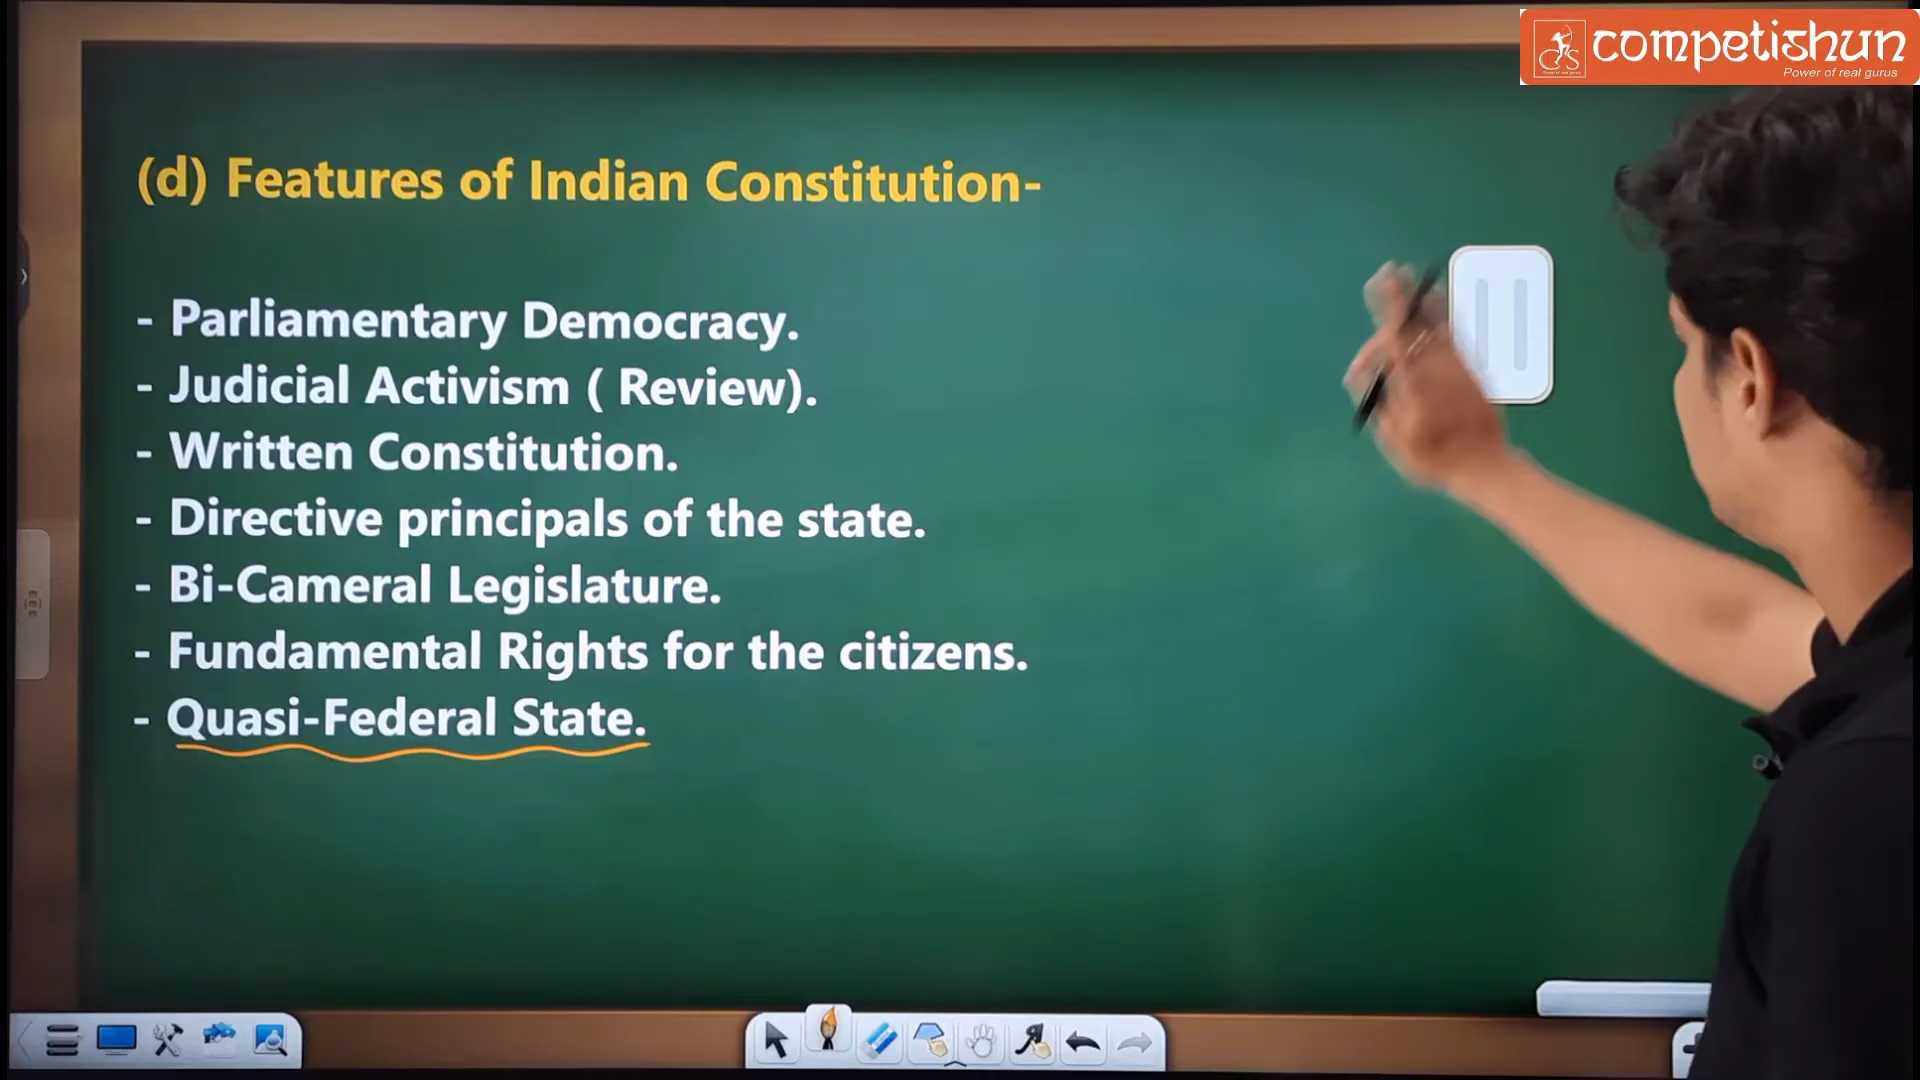 competishun
Power of real gurus
(d) Features of Indian Constitution-
- Parliamentary Democracy.
- Judicial Activism ( Review).
- Written Constitution.
- Directive principals of the state.
- Bi-Cameral Legislature.
- Fundamental Rights for the citizens.
- Quasi-Federal State.